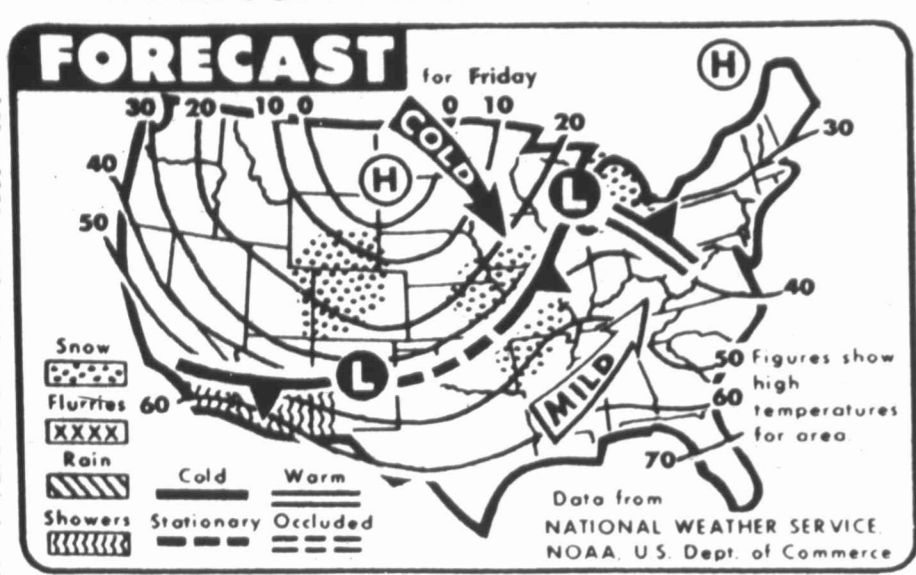 FORECAST
for Friday
H
30 20 10 0 0 10 20
COLD
30
40
H
L
50
40
Snow
L
50 Figures show
high
Flurries
60
60
temperatures
XXXX
MILD
for area.
Rain
70
Cold Warm
Data from
Showers
Stationary Occluded
NATIONAL WEATHER SERVICE,
NOAA, U.S. Dept. of Commerce